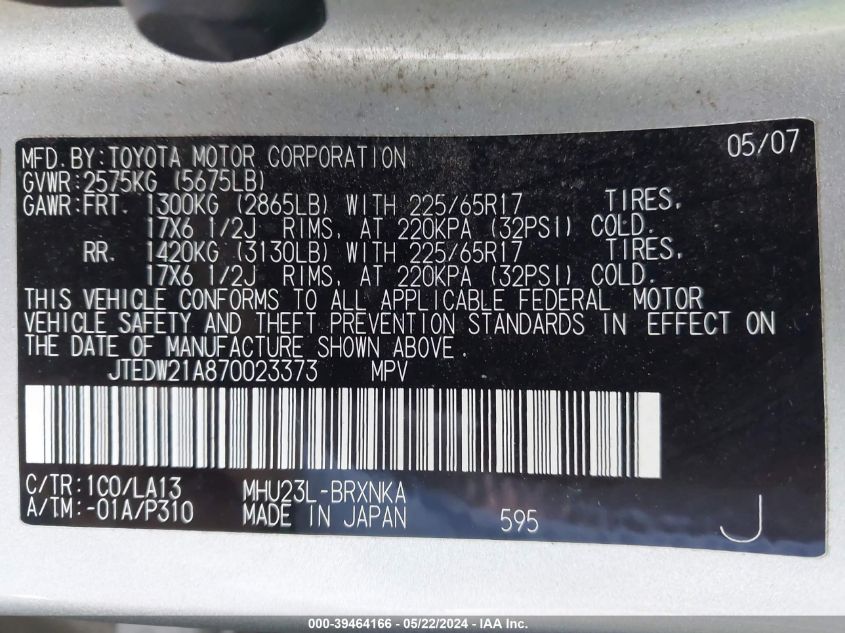 05/07
MFD.BY:TOYOTA MOTOR CORPORATION
GVWR:2575KG (5675LB)
GAWR:FRT. 1300KG (2865LB) WITH 225/65R17 TIRES,
17X6 1/2J RIMS, AT 220KPA (32PSI) COLD.
RR. 1420KG (3130LB) WITH 225/65R17 TIRES,
17X6 1/2J RIMS, AT 220KPA (32PSI) COLD.
THIS VEHICLE CONFORMS TO ALL APPLICABLE FEDERAL MOTOR
VEHICLE SAFETY AND THEFT PREVENTION STANDARDS IN EFFECT ON
THE DATE OF MANUFACTURE SHOWN ABOVE.
JTEDW21A870023373 MPV
C/TR:1C0/LA13 MHU23L-BRXNKA
A/TM:-01A/P310 MADE IN JAPAN 595 J
000-39464166 - 05/22/2024 - IAA Inc.